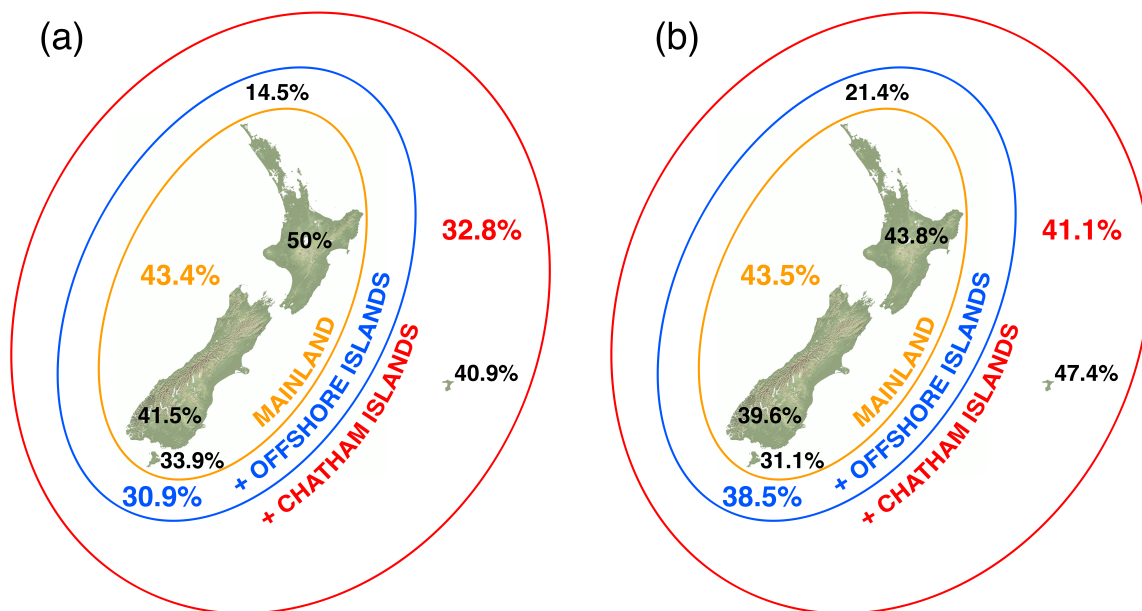 (a)
14.5%
50%
32.8%
43.4%
MAINLAND
+ OFFSHORE ISLANDS
+ CHATHAM ISLANDS
40.9%
41.5%
33.9%
30.9%
(b)
21.4%
43.8%
41.1%
43.5%
MAINLAND
+ OFFSHORE ISLANDS
+ CHATHAM ISLANDS
47.4%
39.6%
31.1%
38.5%